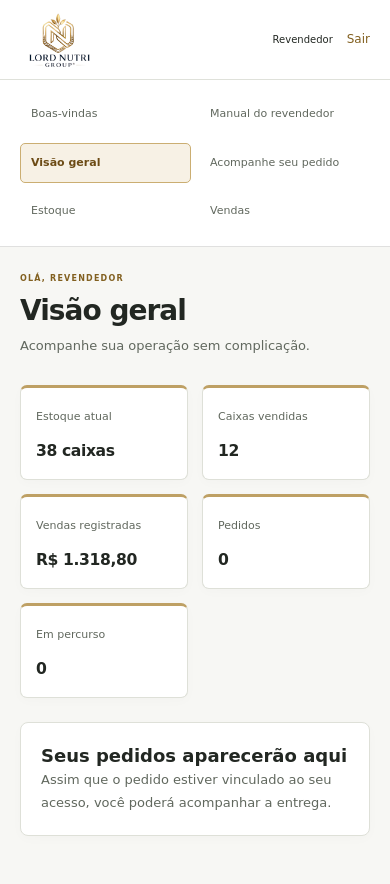 LORD NUTRI
GROUP
Revendedor
Sair
Boas-vindas
Manual do revendedor
Visão geral
Acompanhe seu pedido
Estoque
Vendas
OLÁ, REVENDEDOR
Visão geral
Acompanhe sua operação sem complicação.
Estoque atual
38 caixas
Caixas vendidas
12
Vendas registradas
R$ 1.318,80
Pedidos
0
Em percurso
0
Seus pedidos aparecerão aqui
Assim que o pedido estiver vinculado ao seu
acesso, você poderá acompanhar a entrega.